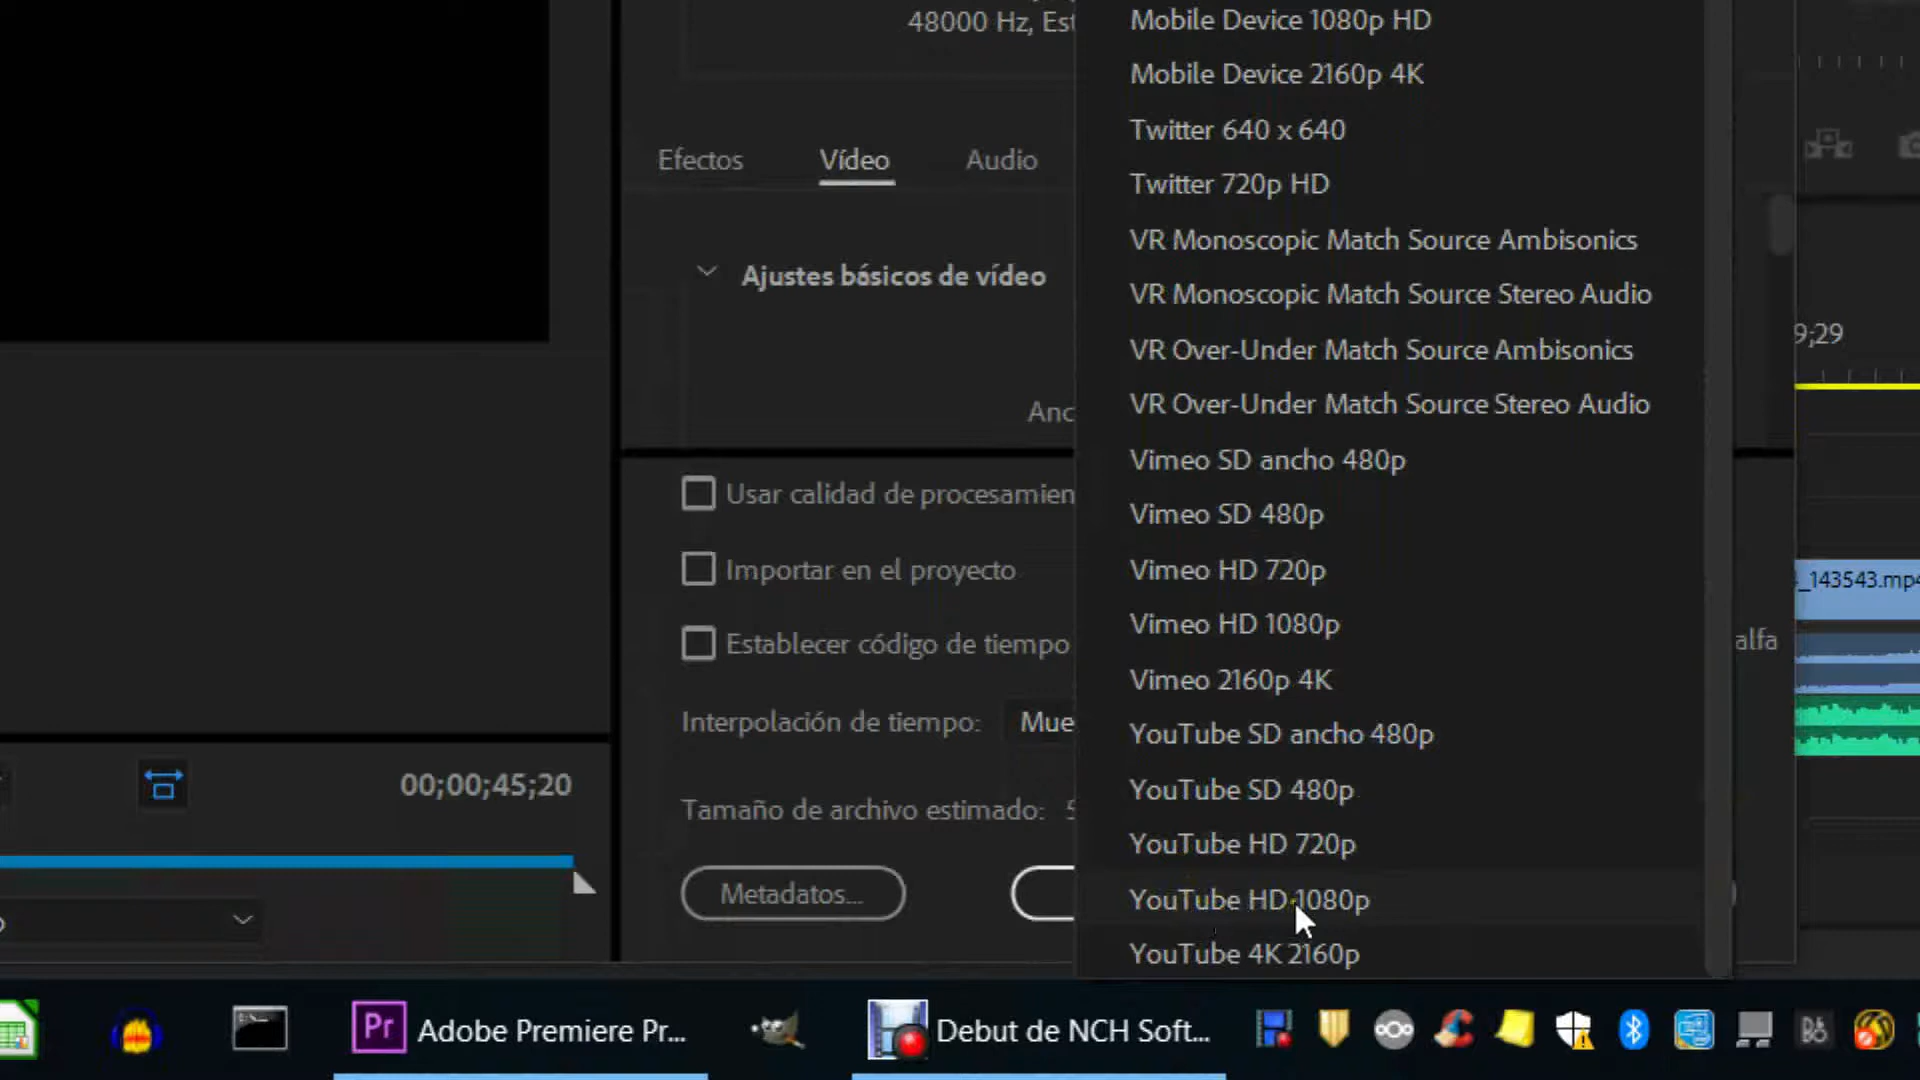 48000 Hz, Est
Efectos
Vídeo
Audio
Ajustes básicos de vídeo
Anc
Usar calidad de procesamien
Importar en el proyecto
Establecer código de tiempo
Interpolación de tiempo: Mue
Tamaño de archivo estimado: 5
Metadatos...
00;00;45;20
Mobile Device 1080p HD
Mobile Device 2160p 4K
Twitter 640 x 640
Twitter 720p HD
VR Monoscopic Match Source Ambisonics
VR Monoscopic Match Source Stereo Audio
VR Over-Under Match Source Ambisonics
VR Over-Under Match Source Stereo Audio
Vimeo SD ancho 480p
Vimeo SD 480p
Vimeo HD 720p
Vimeo HD 1080p
Vimeo 2160p 4K
YouTube SD ancho 480p
YouTube SD 480p
YouTube HD 720p
YouTube HD 1080p
YouTube 4K 2160p
9;29
_143543.mp4
alfa
Pr
Adobe Premiere Pr...
Debut de NCH Soft...